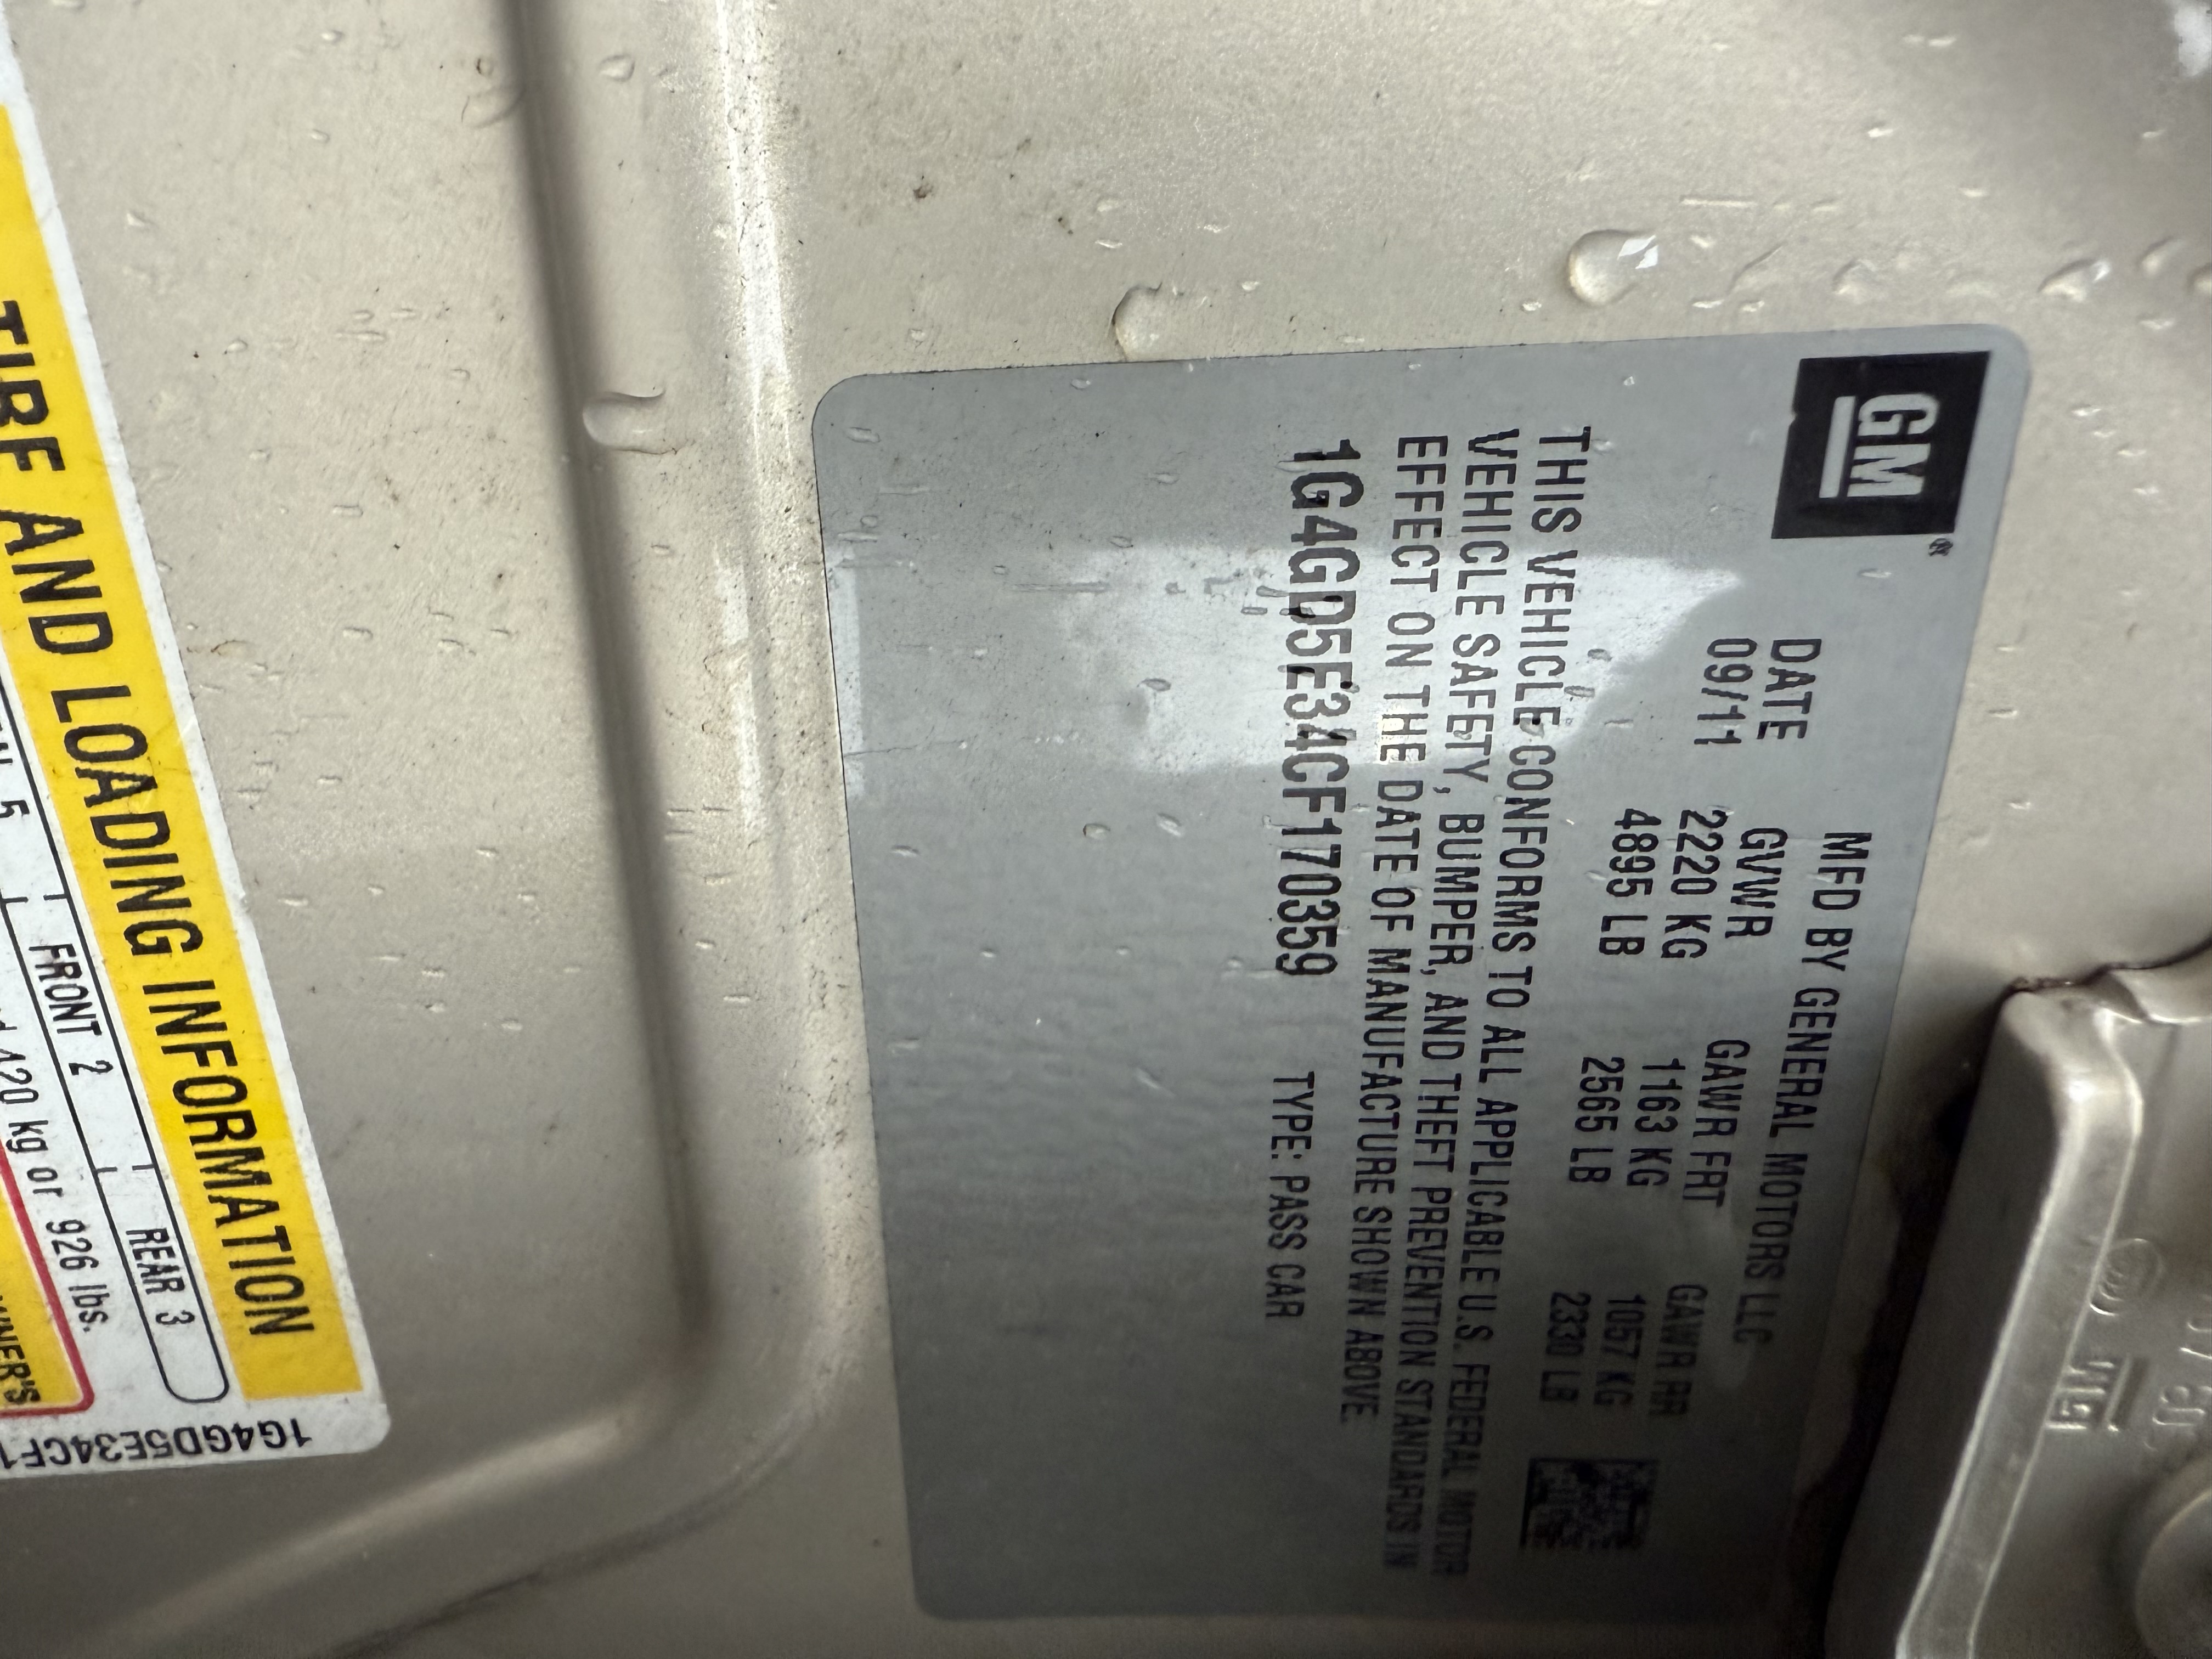 GM®
MFD BY GENERAL MOTORS LLC
DATE GVWR GAWR FRT GAWR RR
09/11 2220 KG 1163 KG 1057 KG
4895 LB 2565 LB 2330 LB
THIS VEHICLE CONFORMS TO ALL APPLICABLE U.S. FEDERAL MOTOR
VEHICLE SAFETY, BUMPER, AND THEFT PREVENTION STANDARDS IN
EFFECT ON THE DATE OF MANUFACTURE SHOWN ABOVE.
1G4GD5E34CF170359 TYPE: PASS CAR
TIRE AND LOADING INFORMATION
5 FRONT 2 REAR 3
420 kg or 926 lbs.
1G4GD5E34CF1
GM